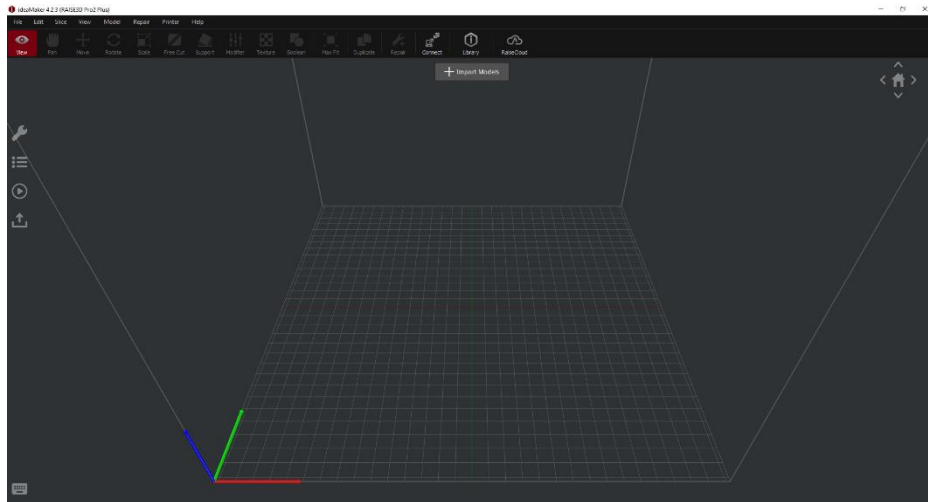 ideaMaker 4.2.3 (RAISE3D Pro2 Plus)
File Edit Slice View Model Repair Printer Help
View Pan Move Rotate Scale Free Cut Support Modifier Texture Boolean Max Fit Duplicate Repair Connect Library RaiseCloud
+ Import Models